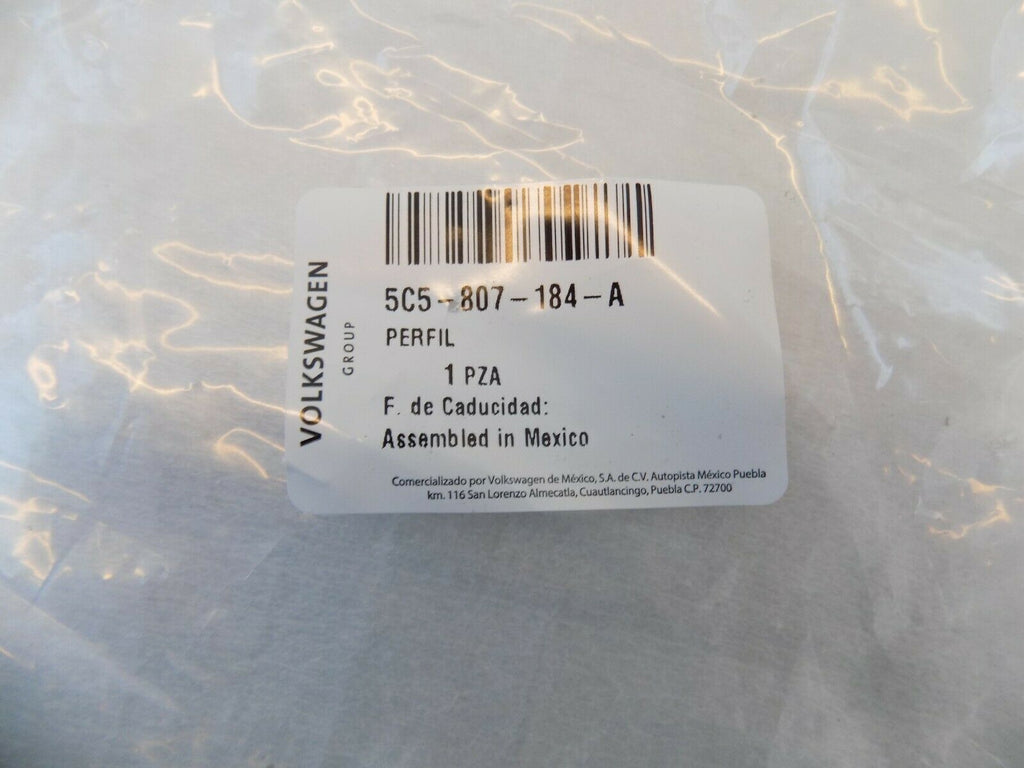 VOLKSWAGEN
GROUP
5C5-807-184-A
PERFIL
1 PZA
F. de Caducidad:
Assembled in Mexico
Comercializado por Volkswagen de México, S.A. de C.V. Autopista México Puebla
km. 116 San Lorenzo Almecatla, Cuautlancingo, Puebla C.P. 72700